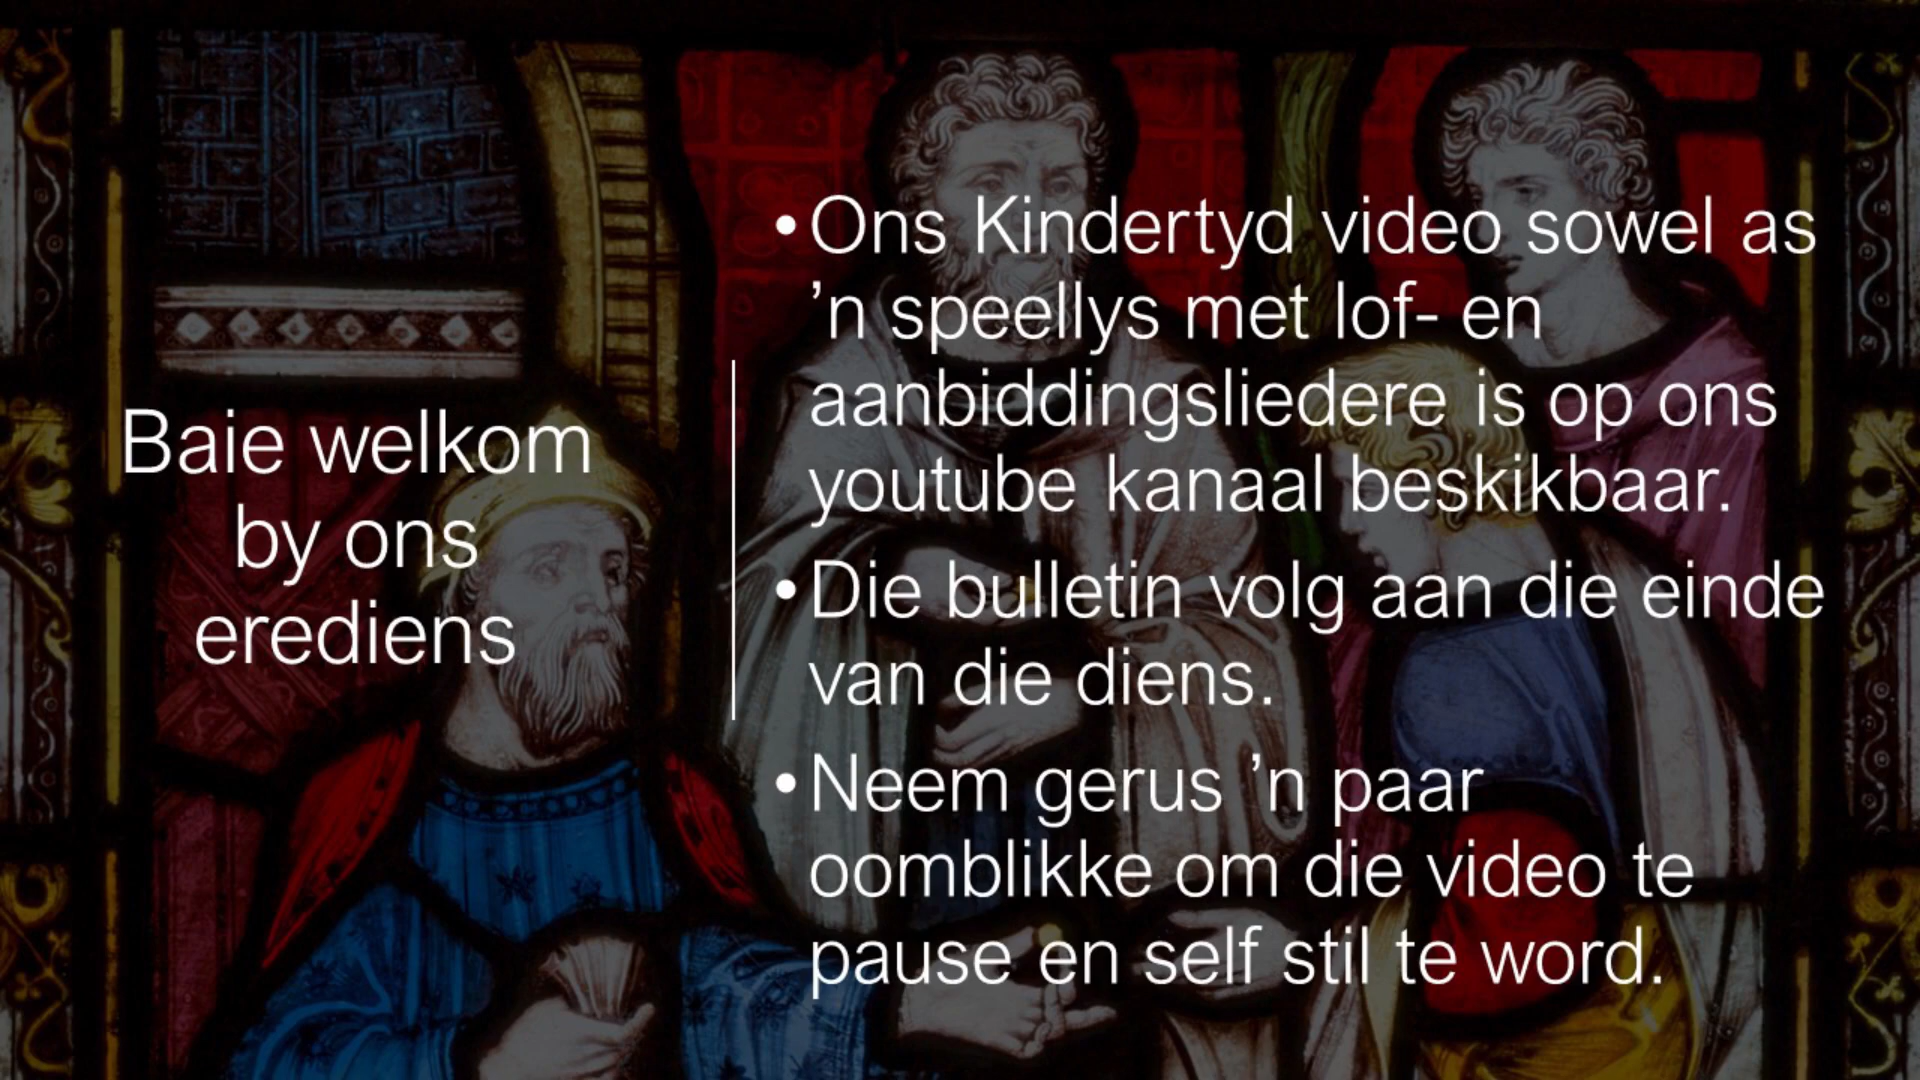 Baie welkom
by ons
erediens
•Ons Kindertyd video sowel as
’n speellys met lof- en
aanbiddingsliedere is op ons
youtube kanaal beskikbaar.
•Die bulletin volg aan die einde
van die diens.
•Neem gerus ’n paar
oomblikke om die video te
pause en self stil te word.